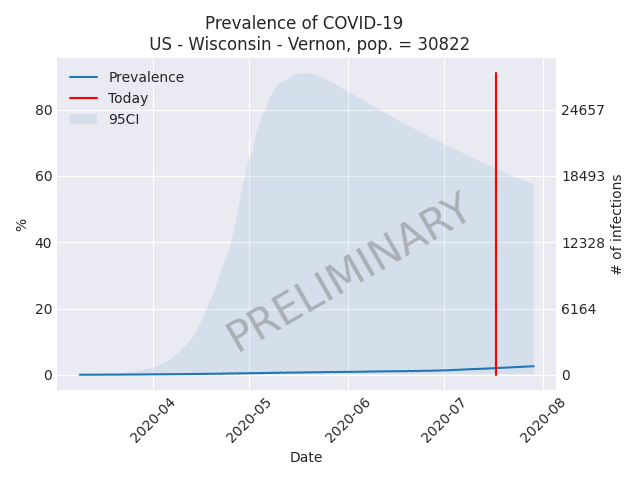 Prevalence of COVID-19
US - Wisconsin - Vernon, pop. = 30822
Prevalence
Today
95CI
80
60
40
20
0
%
24657
18493
12328
6164
0
# of infections
PRELIMINARY
2020-04
2020-05
2020-06
2020-07
2020-08
Date